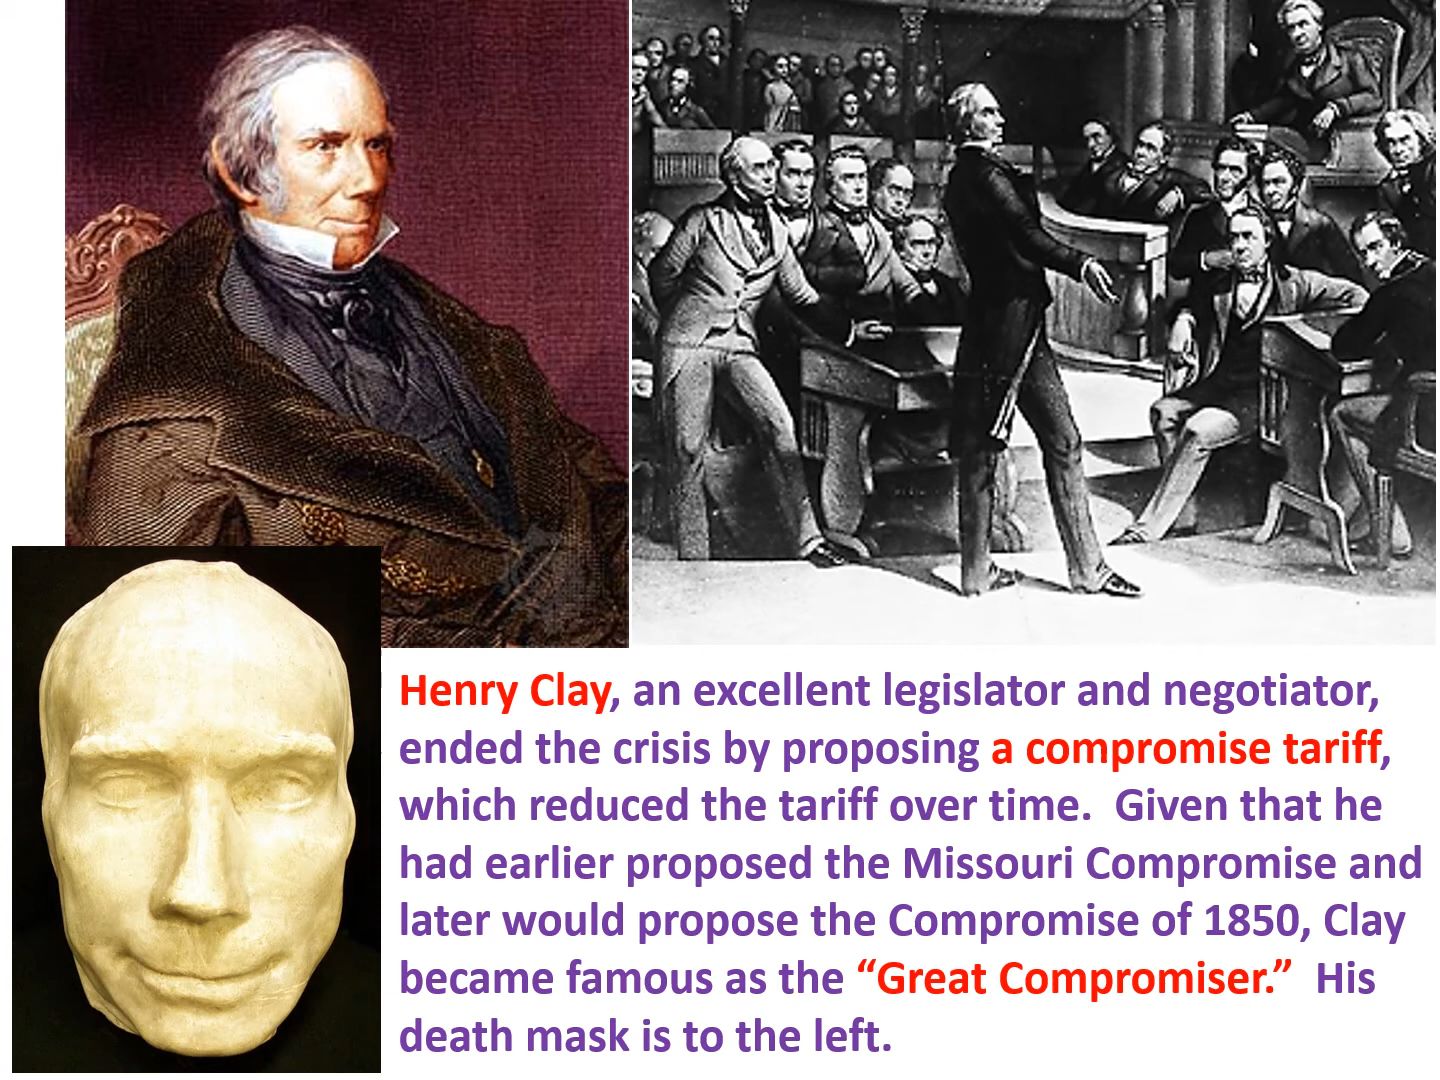 Henry Clay, an excellent legislator and negotiator,
ended the crisis by proposing a compromise tariff,
which reduced the tariff over time.  Given that he
had earlier proposed the Missouri Compromise and
later would propose the Compromise of 1850, Clay
became famous as the “Great Compromiser.”  His
death mask is to the left.